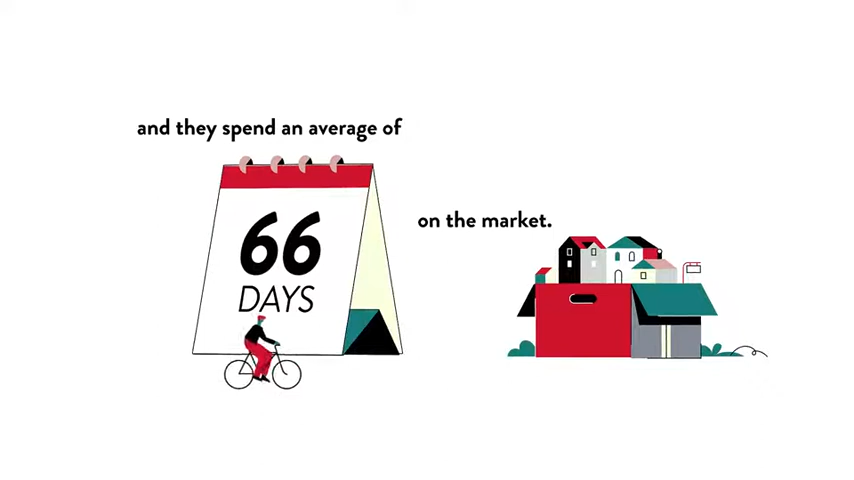 and they spend an average of
66
DAYS
on the market.